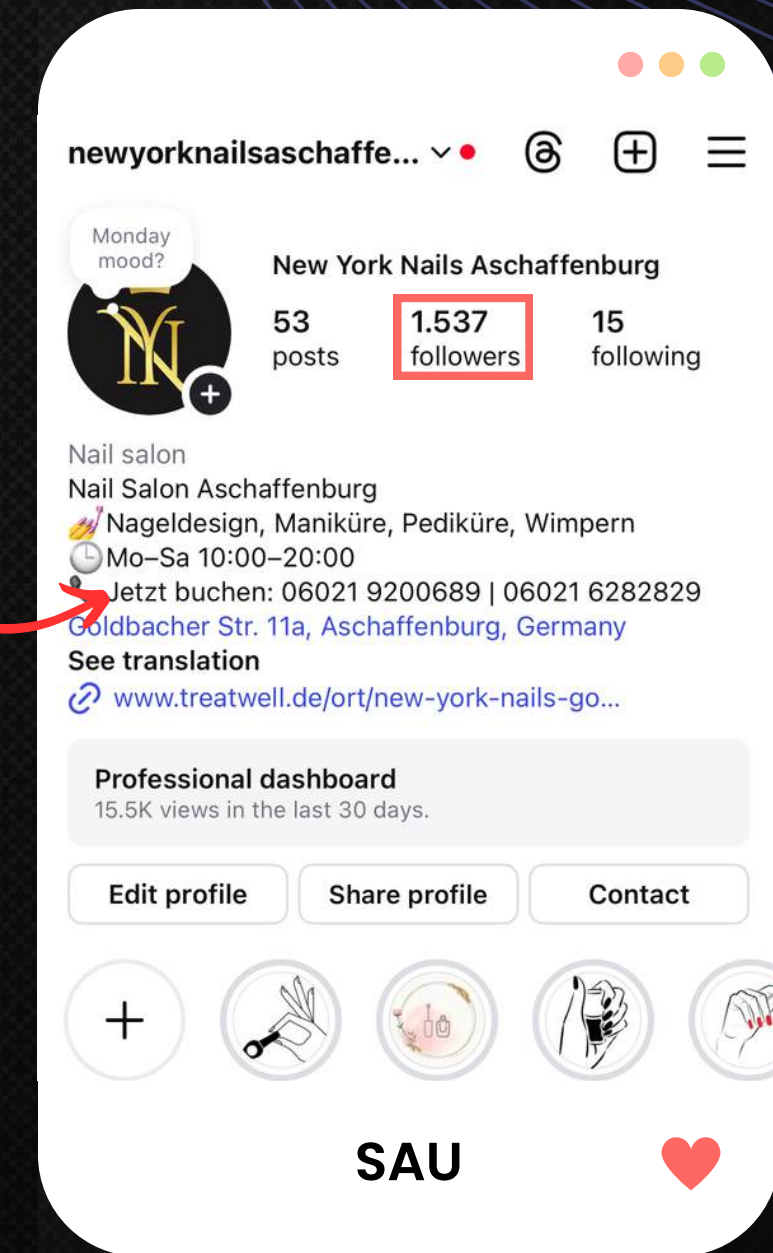 newyorknailsaschaffe...
Monday
mood?
New York Nails Aschaffenburg
53
posts
1.537
followers
15
following
NY
Nail salon
Nail Salon Aschaffenburg
💅Nageldesign, Maniküre, Pediküre, Wimpern
🕒Mo–Sa 10:00–20:00
Jetzt buchen: 06021 9200689 | 06021 6282829
Goldbacher Str. 11a, Aschaffenburg, Germany
See translation
www.treatwell.de/ort/new-york-nails-go...
Professional dashboard
15.5K views in the last 30 days.
Edit profile
Share profile
Contact
SAU